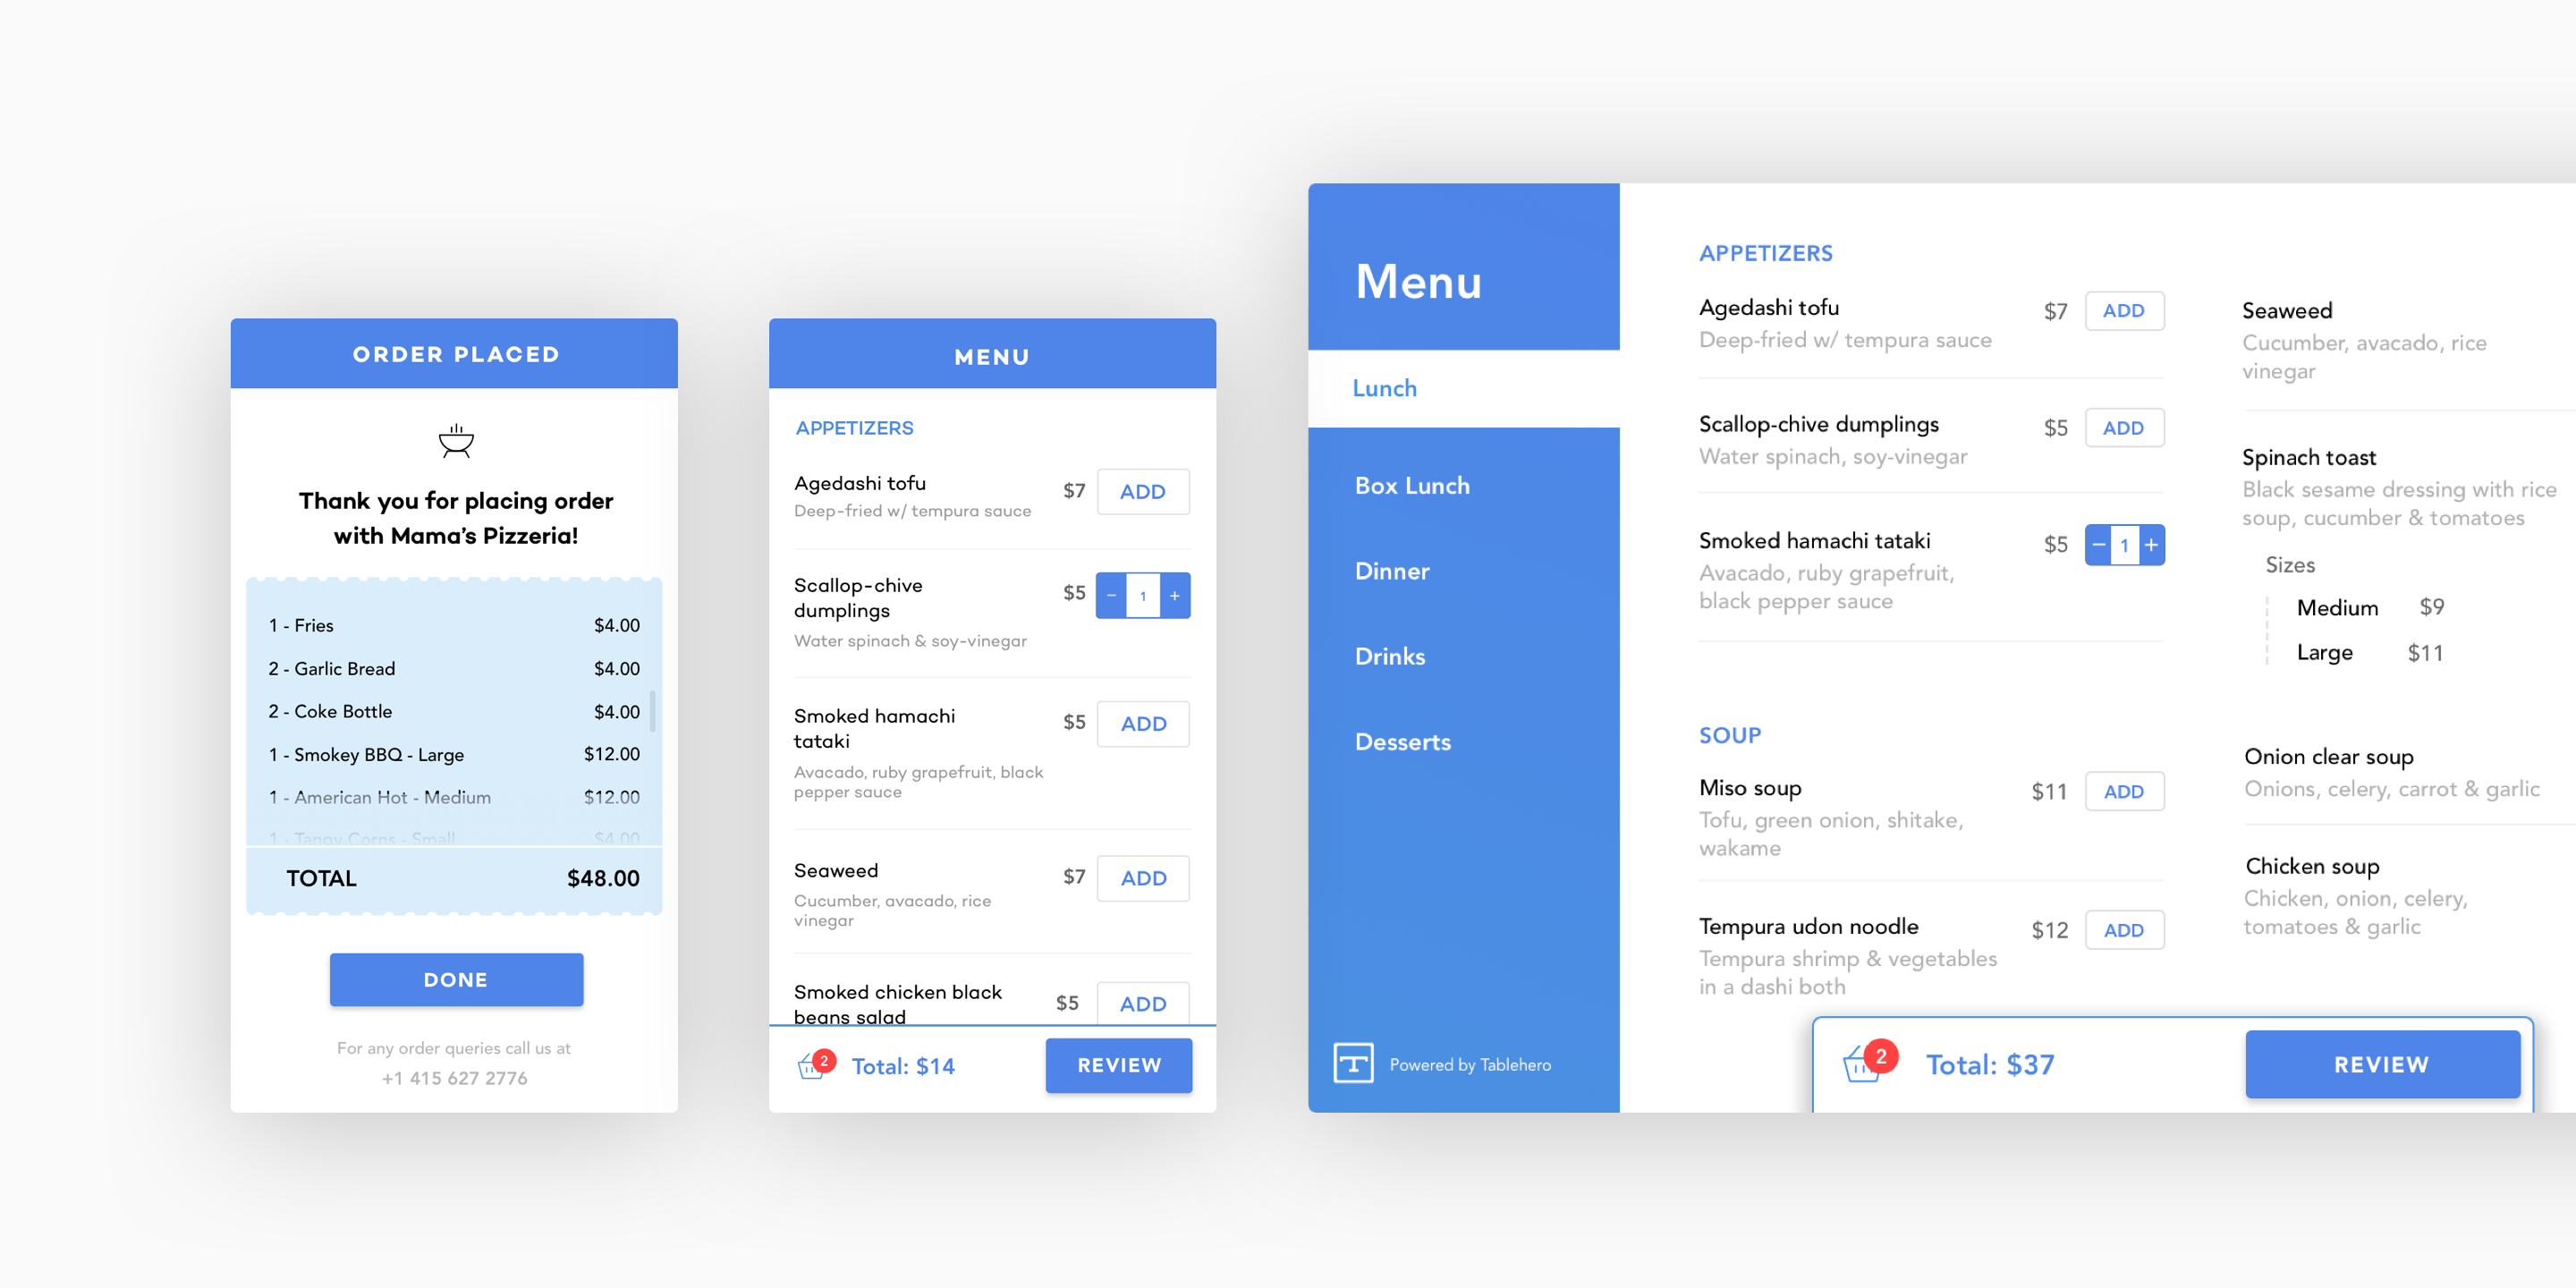 ORDER PLACED
Thank you for placing order
with Mama's Pizzeria!
1 - Fries $4.00
2 - Garlic Bread $4.00
2 - Coke Bottle $4.00
1 - Smokey BBQ - Large $12.00
1 - American Hot - Medium $12.00
1 - Tangy Corns - Small $4.00
TOTAL $48.00
DONE
For any order queries call us at
+1 415 627 2776
MENU
APPETIZERS
Agedashi tofu $7 ADD
Deep-fried w/ tempura sauce
Scallop-chive $5 − 1 +
dumplings
Water spinach & soy-vinegar
Smoked hamachi $5 ADD
tataki
Avacado, ruby grapefruit, black
pepper sauce
Seaweed $7 ADD
Cucumber, avacado, rice
vinegar
Smoked chicken black $5 ADD
beans salad
2 Total: $14 REVIEW
Menu
Lunch
Box Lunch
Dinner
Drinks
Desserts
T Powered by Tablehero
APPETIZERS
Agedashi tofu $7 ADD
Deep-fried w/ tempura sauce
Scallop-chive dumplings $5 ADD
Water spinach, soy-vinegar
Smoked hamachi tataki $5 − 1 +
Avacado, ruby grapefruit,
black pepper sauce
Seaweed
Cucumber, avacado, rice
vinegar
Spinach toast
Black sesame dressing with rice
soup, cucumber & tomatoes
Sizes
Medium $9
Large $11
SOUP
Miso soup $11 ADD
Tofu, green onion, shitake,
wakame
Tempura udon noodle $12 ADD
Tempura shrimp & vegetables
in a dashi both
Onion clear soup
Onions, celery, carrot & garlic
Chicken soup
Chicken, onion, celery,
tomatoes & garlic
2 Total: $37 REVIEW